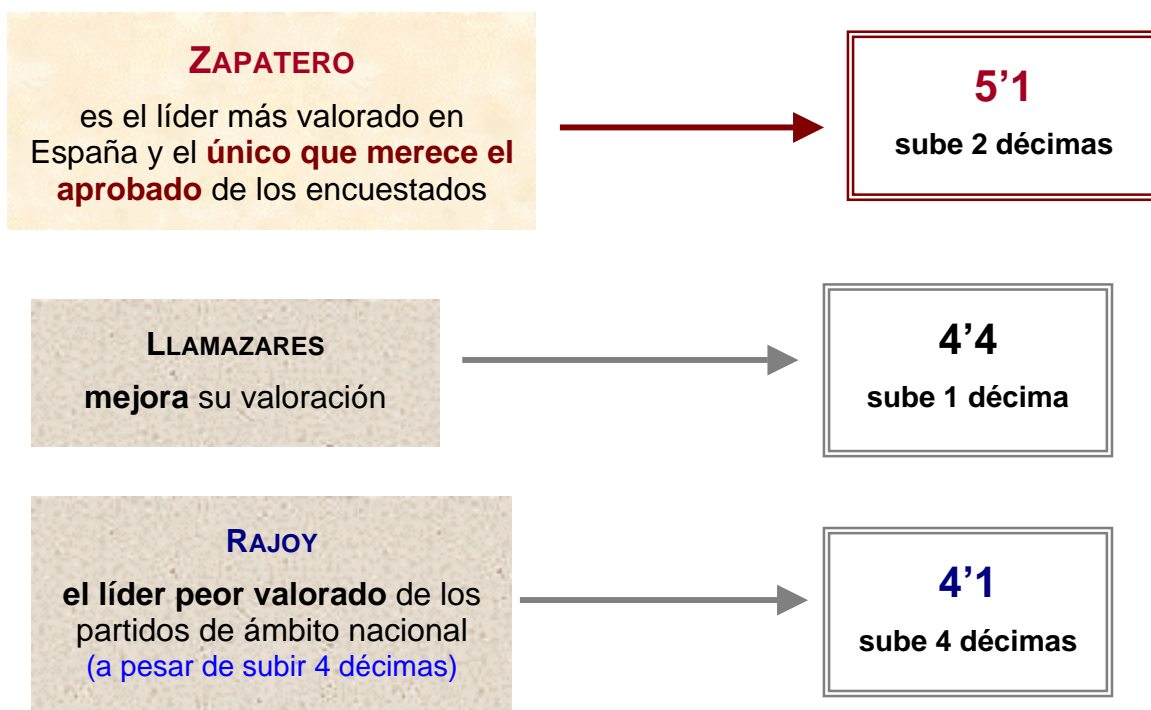 ZAPATERO
es el líder más valorado en
España y el único que merece el
aprobado de los encuestados
5’1
sube 2 décimas
LLAMAZARES
mejora su valoración
4’4
sube 1 décima
RAJOY
el líder peor valorado de los
partidos de ámbito nacional
(a pesar de subir 4 décimas)
4’1
sube 4 décimas